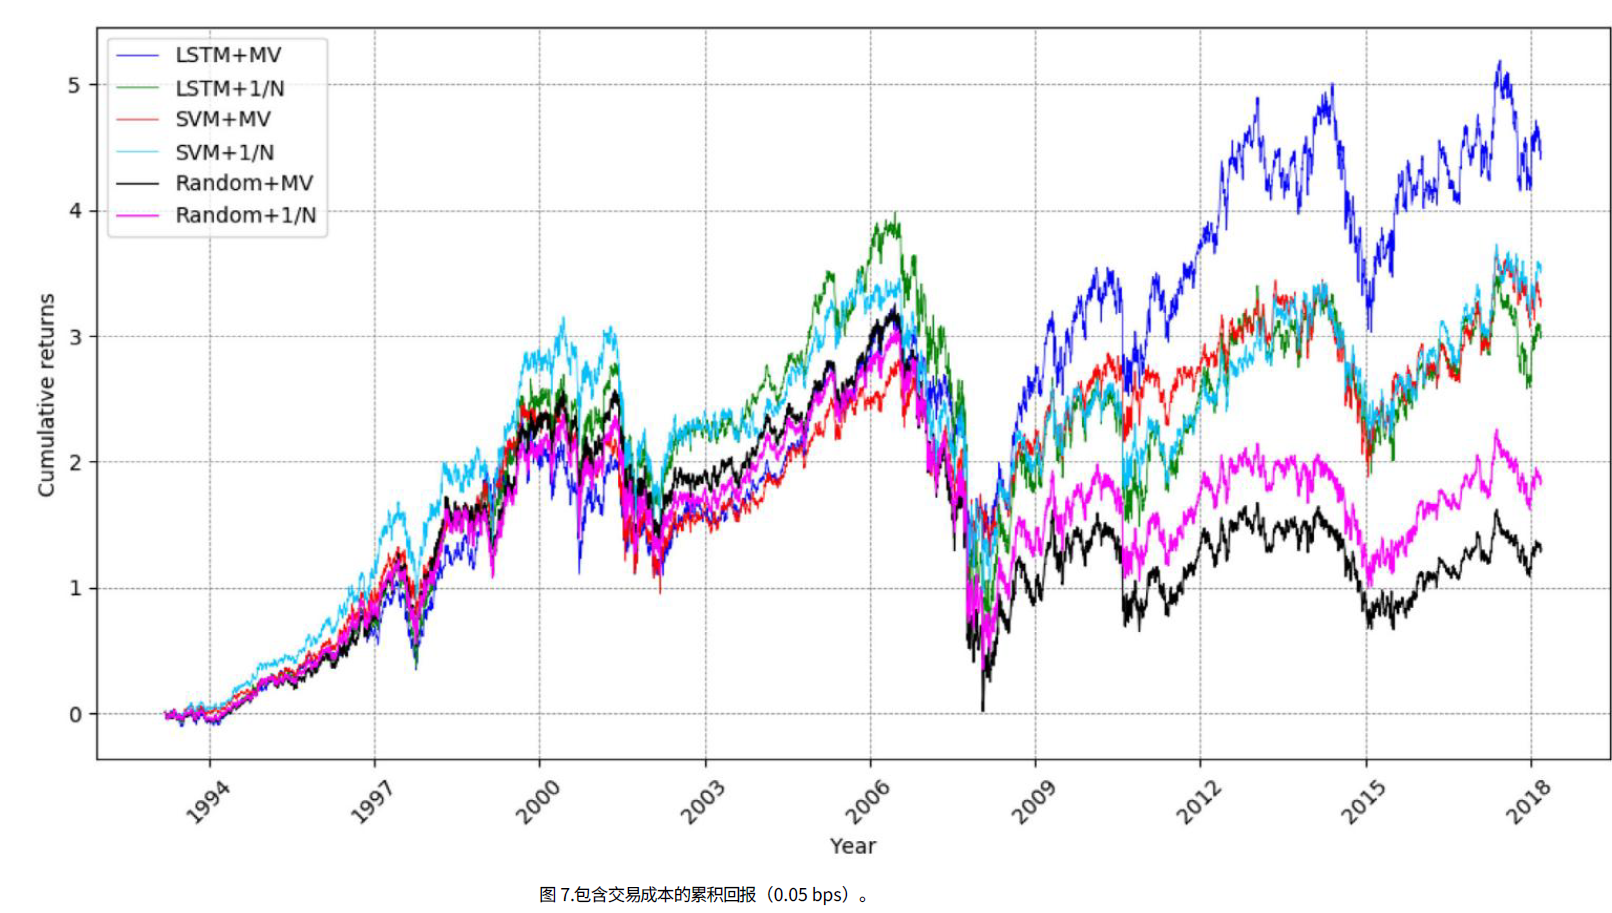 LSTM+MV
LSTM+1/N
SVM+MV
SVM+1/N
Random+MV
Random+1/N
Cumulative returns
5
4
3
2
1
0
1994
1997
2000
2003
2006
2009
2012
2015
2018
Year
图 7.包含交易成本的累积回报（0.05 bps）。